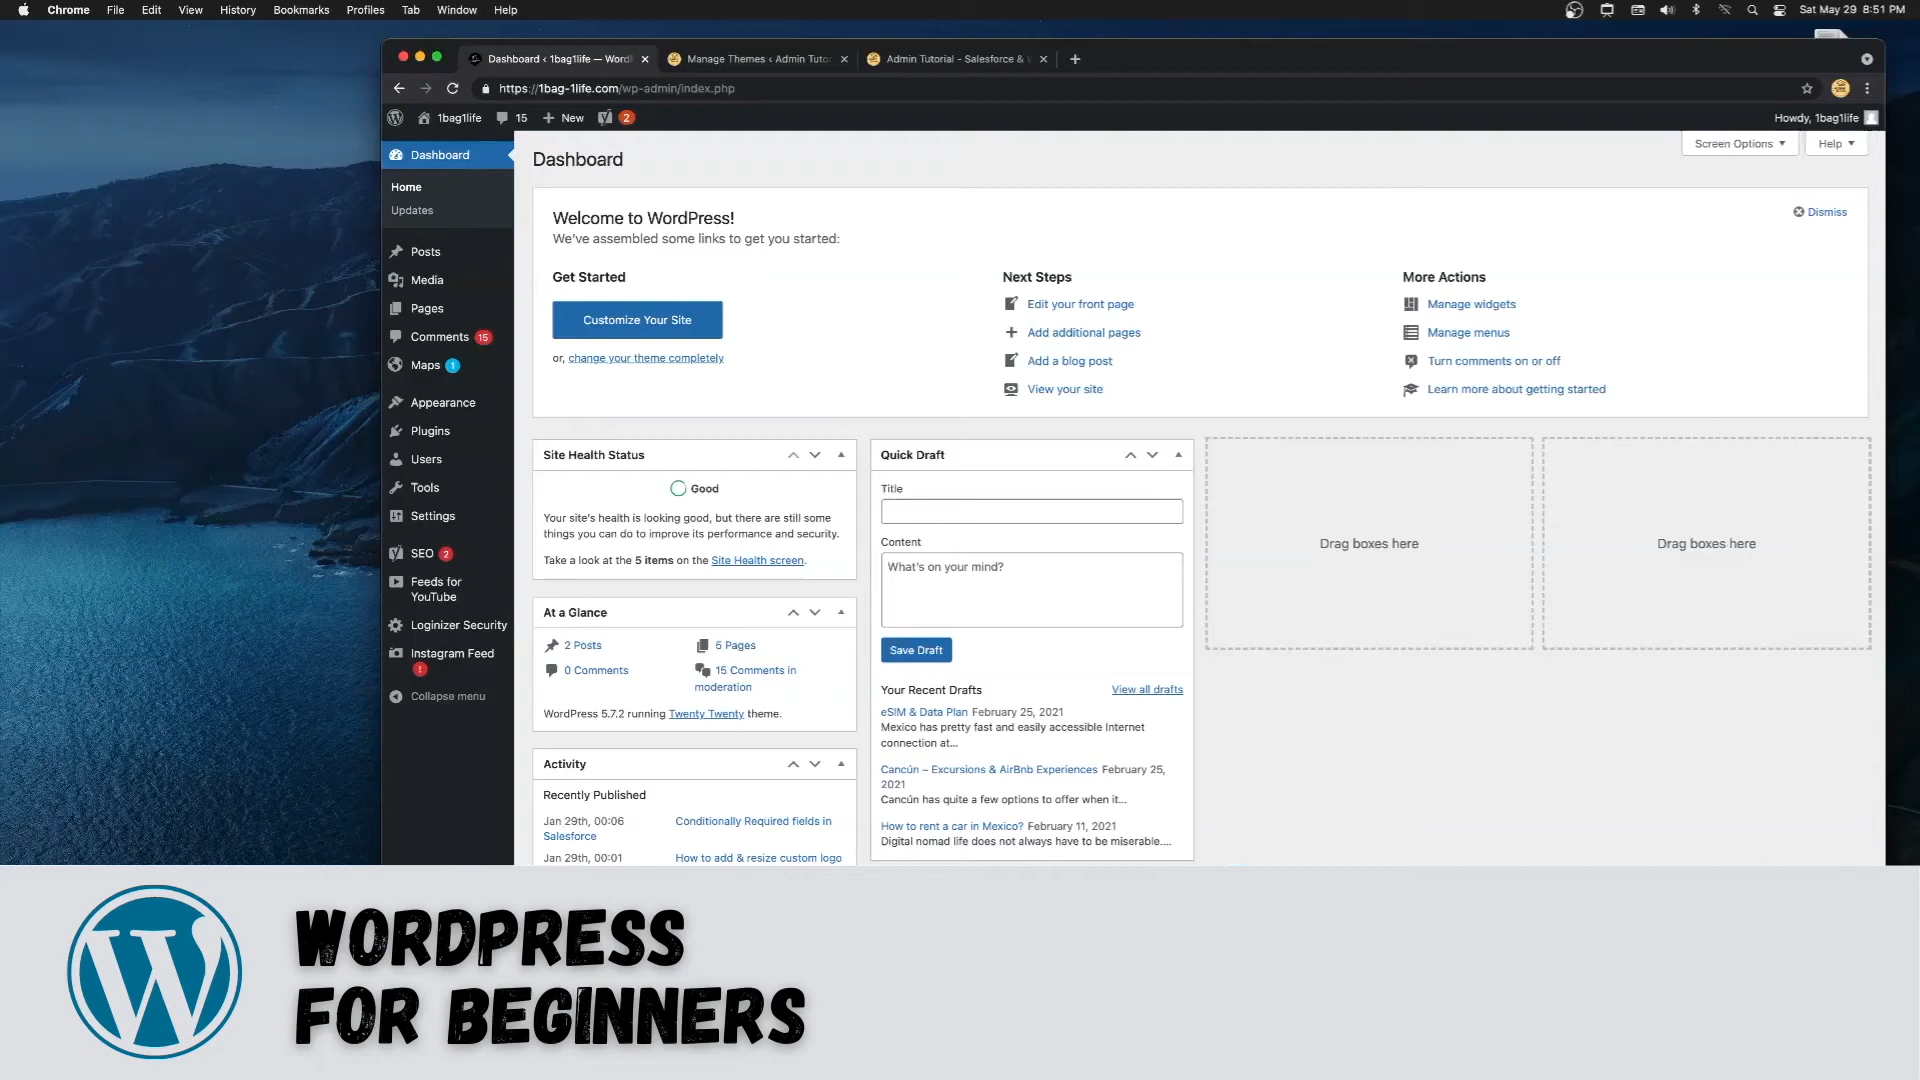 Chrome File Edit View History Bookmarks Profiles Tab Window Help
Sat May 29 8:51 PM
Dashboard ‹ 1bag1life — Word
Manage Themes ‹ Admin Tutor
Admin Tutorial - Salesforce &
https://1bag-1life.com/wp-admin/index.php
1bag1life 15 New 2
Howdy, 1bag1life
Dashboard
Home
Updates
Posts
Media
Pages
Comments 15
Maps 1
Appearance
Plugins
Users
Tools
Settings
SEO 2
Feeds for
YouTube
Loginizer Security
Instagram Feed
!
Collapse menu
Dashboard
Screen Options
Help
Welcome to WordPress!
Dismiss
We've assembled some links to get you started:
Get Started
Customize Your Site
or, change your theme completely
Next Steps
Edit your front page
Add additional pages
Add a blog post
View your site
More Actions
Manage widgets
Manage menus
Turn comments on or off
Learn more about getting started
Site Health Status
Good
Your site's health is looking good, but there are still some
things you can do to improve its performance and security.
Take a look at the 5 items on the Site Health screen.
At a Glance
2 Posts
5 Pages
0 Comments
15 Comments in
moderation
WordPress 5.7.2 running Twenty Twenty theme.
Activity
Recently Published
Jan 29th, 00:06 Conditionally Required fields in
Salesforce
Jan 29th, 00:01 How to add & resize custom logo
Quick Draft
Title
Content
What's on your mind?
Save Draft
Your Recent Drafts
View all drafts
eSIM & Data Plan February 25, 2021
Mexico has pretty fast and easily accessible Internet
connection at…
Cancún – Excursions & AirBnb Experiences February 25,
2021
Cancún has quite a few options to offer when it…
How to rent a car in Mexico? February 11, 2021
Digital nomad life does not always have to be miserable.…
Drag boxes here
Drag boxes here
WORDPRESS
FOR BEGINNERS